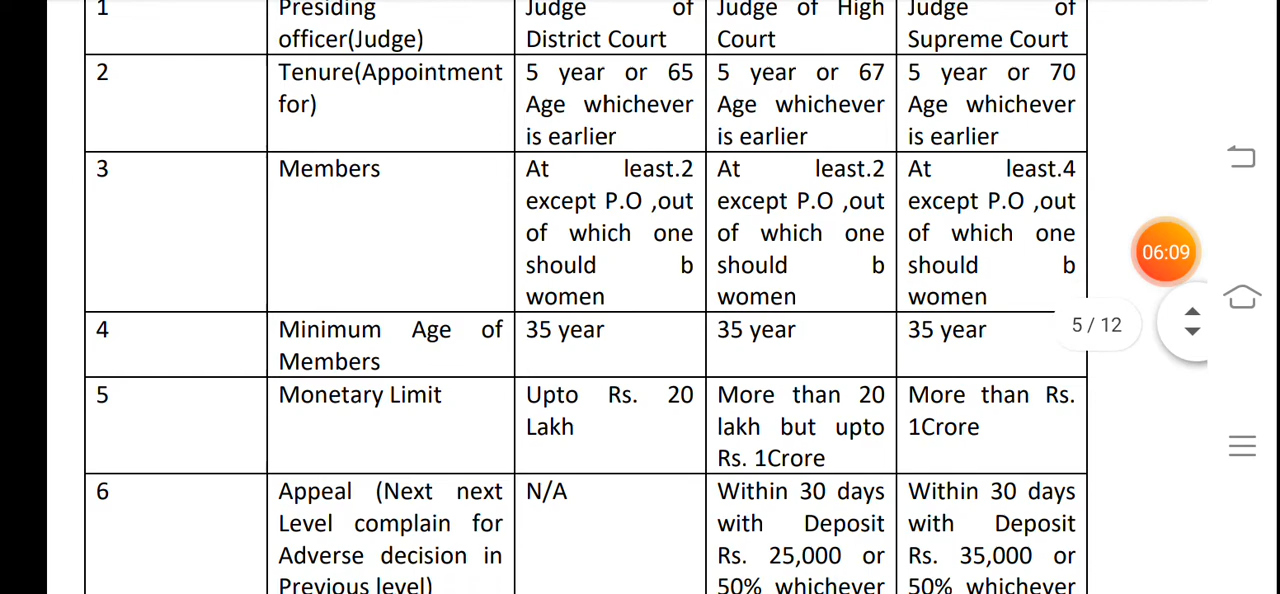 1
Presiding
officer(Judge)
Judge of
District Court
Judge of High
Court
Judge of
Supreme Court
2
Tenure(Appointment
for)
5 year or 65
Age whichever
is earlier
5 year or 67
Age whichever
is earlier
5 year or 70
Age whichever
is earlier
3
Members
At least.2
except P.O ,out
of which one
should b
women
At least.2
except P.O ,out
of which one
should b
women
At least.4
except P.O ,out
of which one
should b
women
4
Minimum Age of
Members
35 year
35 year
35 year
5
Monetary Limit
Upto Rs. 20
Lakh
More than 20
lakh but upto
Rs. 1Crore
More than Rs.
1Crore
6
Appeal (Next next
Level complain for
Adverse decision in
Previous level)
N/A
Within 30 days
with Deposit
Rs. 25,000 or
50% whichever
Within 30 days
with Deposit
Rs. 35,000 or
50% whichever
06:09
5 / 12